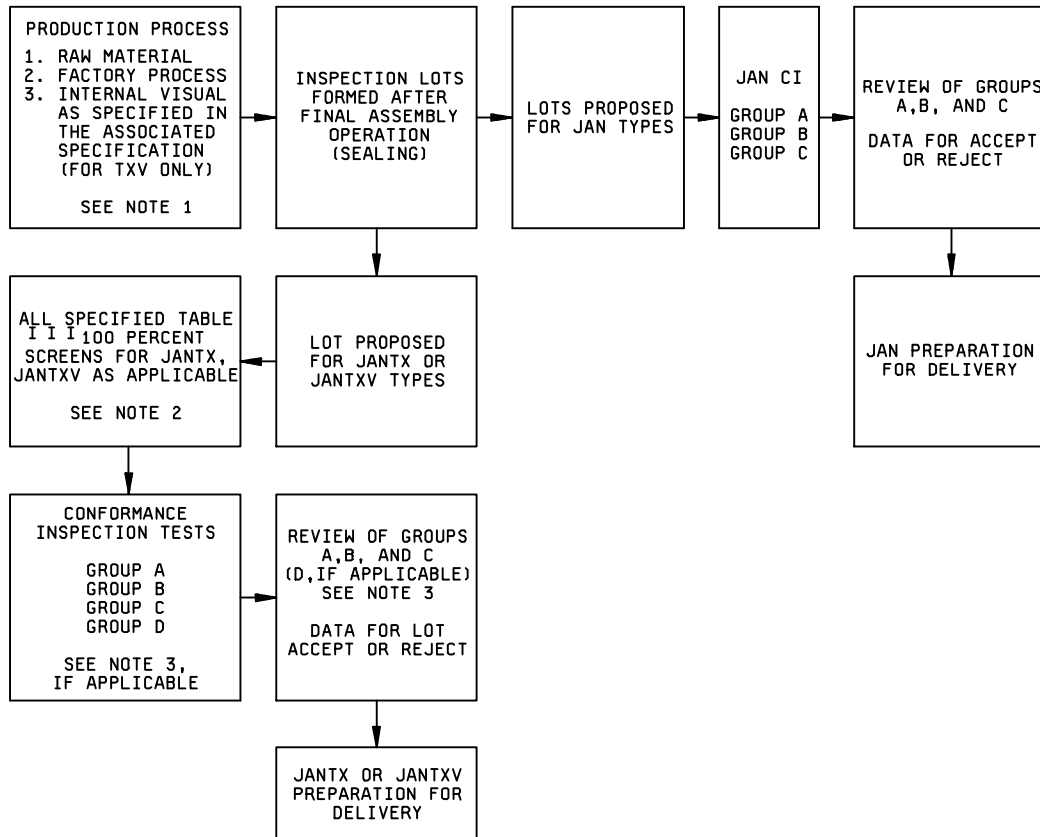 PRODUCTION PROCESS
1. RAW MATERIAL
2. FACTORY PROCESS
3. INTERNAL VISUAL
AS SPECIFIED IN
THE ASSOCIATED
SPECIFICATION
(FOR TXV ONLY)
SEE NOTE 1
INSPECTION LOTS
FORMED AFTER
FINAL ASSEMBLY
OPERATION
(SEALING)
LOTS PROPOSED
FOR JAN TYPES
JAN CI
GROUP A
GROUP B
GROUP C
REVIEW OF GROUPS
A,B, AND C
DATA FOR ACCEPT
OR REJECT
ALL SPECIFIED TABLE
III 100 PERCENT
SCREENS FOR JANTX,
JANTXV AS APPLICABLE
SEE NOTE 2
LOT PROPOSED
FOR JANTX OR
JANTXV TYPES
JAN PREPARATION
FOR DELIVERY
CONFORMANCE
INSPECTION TESTS
GROUP A
GROUP B
GROUP C
GROUP D
SEE NOTE 3,
IF APPLICABLE
REVIEW OF GROUPS
A,B, AND C
(D,IF APPLICABLE)
SEE NOTE 3
DATA FOR LOT
ACCEPT OR REJECT
JANTX OR JANTXV
PREPARATION FOR
DELIVERY